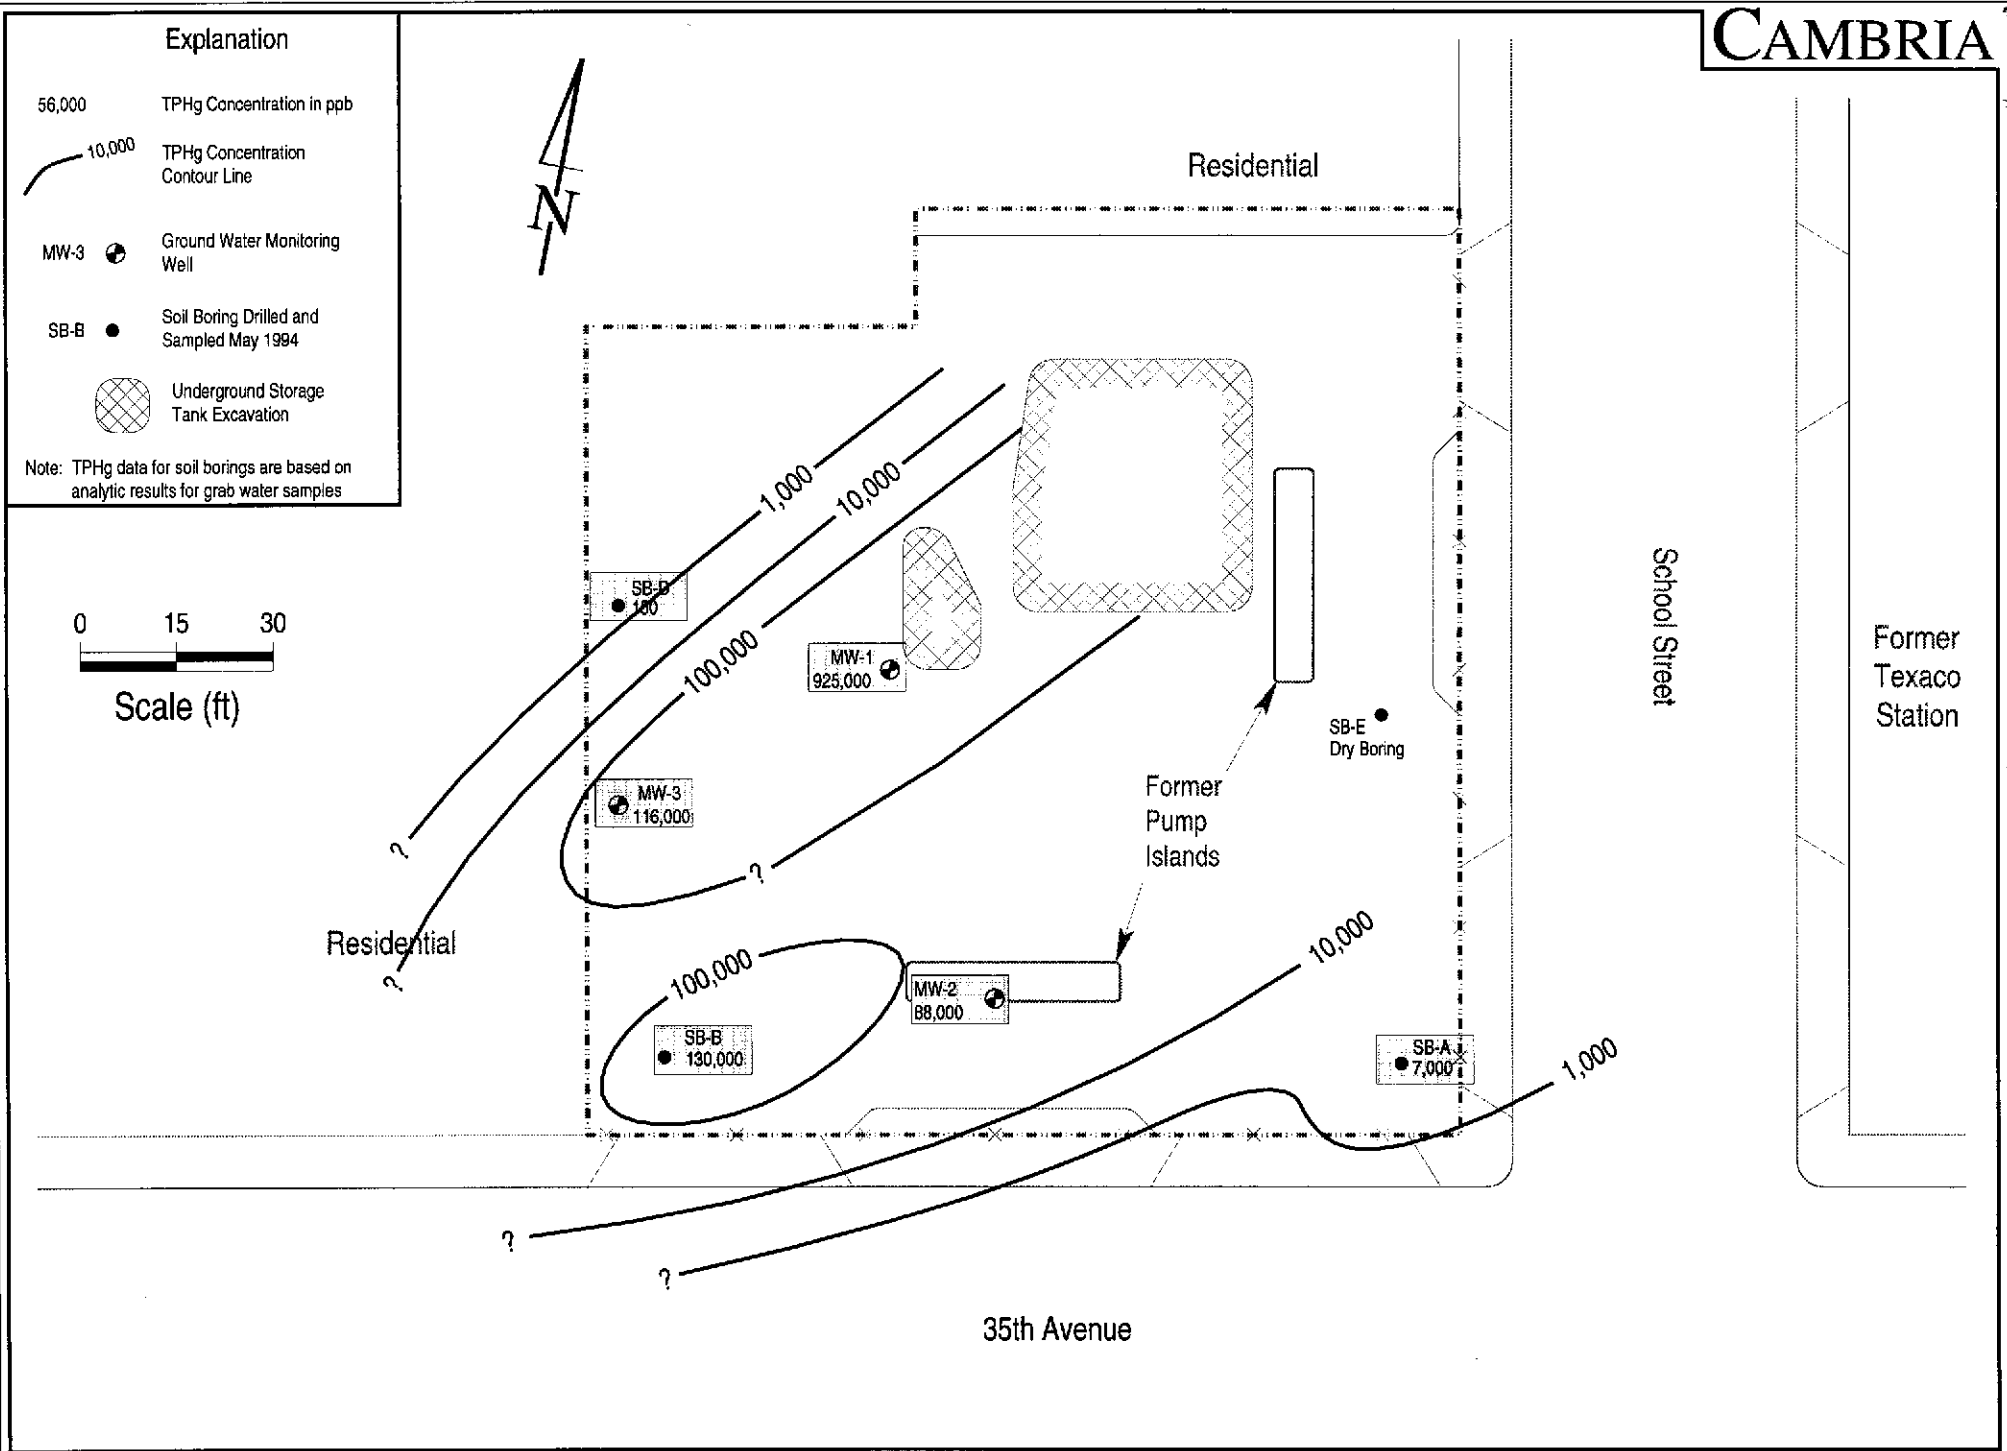 CAMBRIA
Explanation
56,000 TPHg Concentration in ppb
10,000 TPHg Concentration
Contour Line
MW-3 Ground Water Monitoring
Well
SB-B Soil Boring Drilled and
Sampled May 1994
Underground Storage
Tank Excavation
Note: TPHg data for soil borings are based on
analytic results for grab water samples
N
0 15 30
Scale (ft)
Residential
1,000
10,000
100,000
SB-D
MW-1
925,000
School Street
Former
Texaco
Station
SB-E
Dry Boring
Former
Pump
Islands
MW-3
116,000
?
?
Residential
?
100,000
10,000
MW-2
88,000
SB-B
130,000
SB-A
7,000
1,000
?
?
35th Avenue